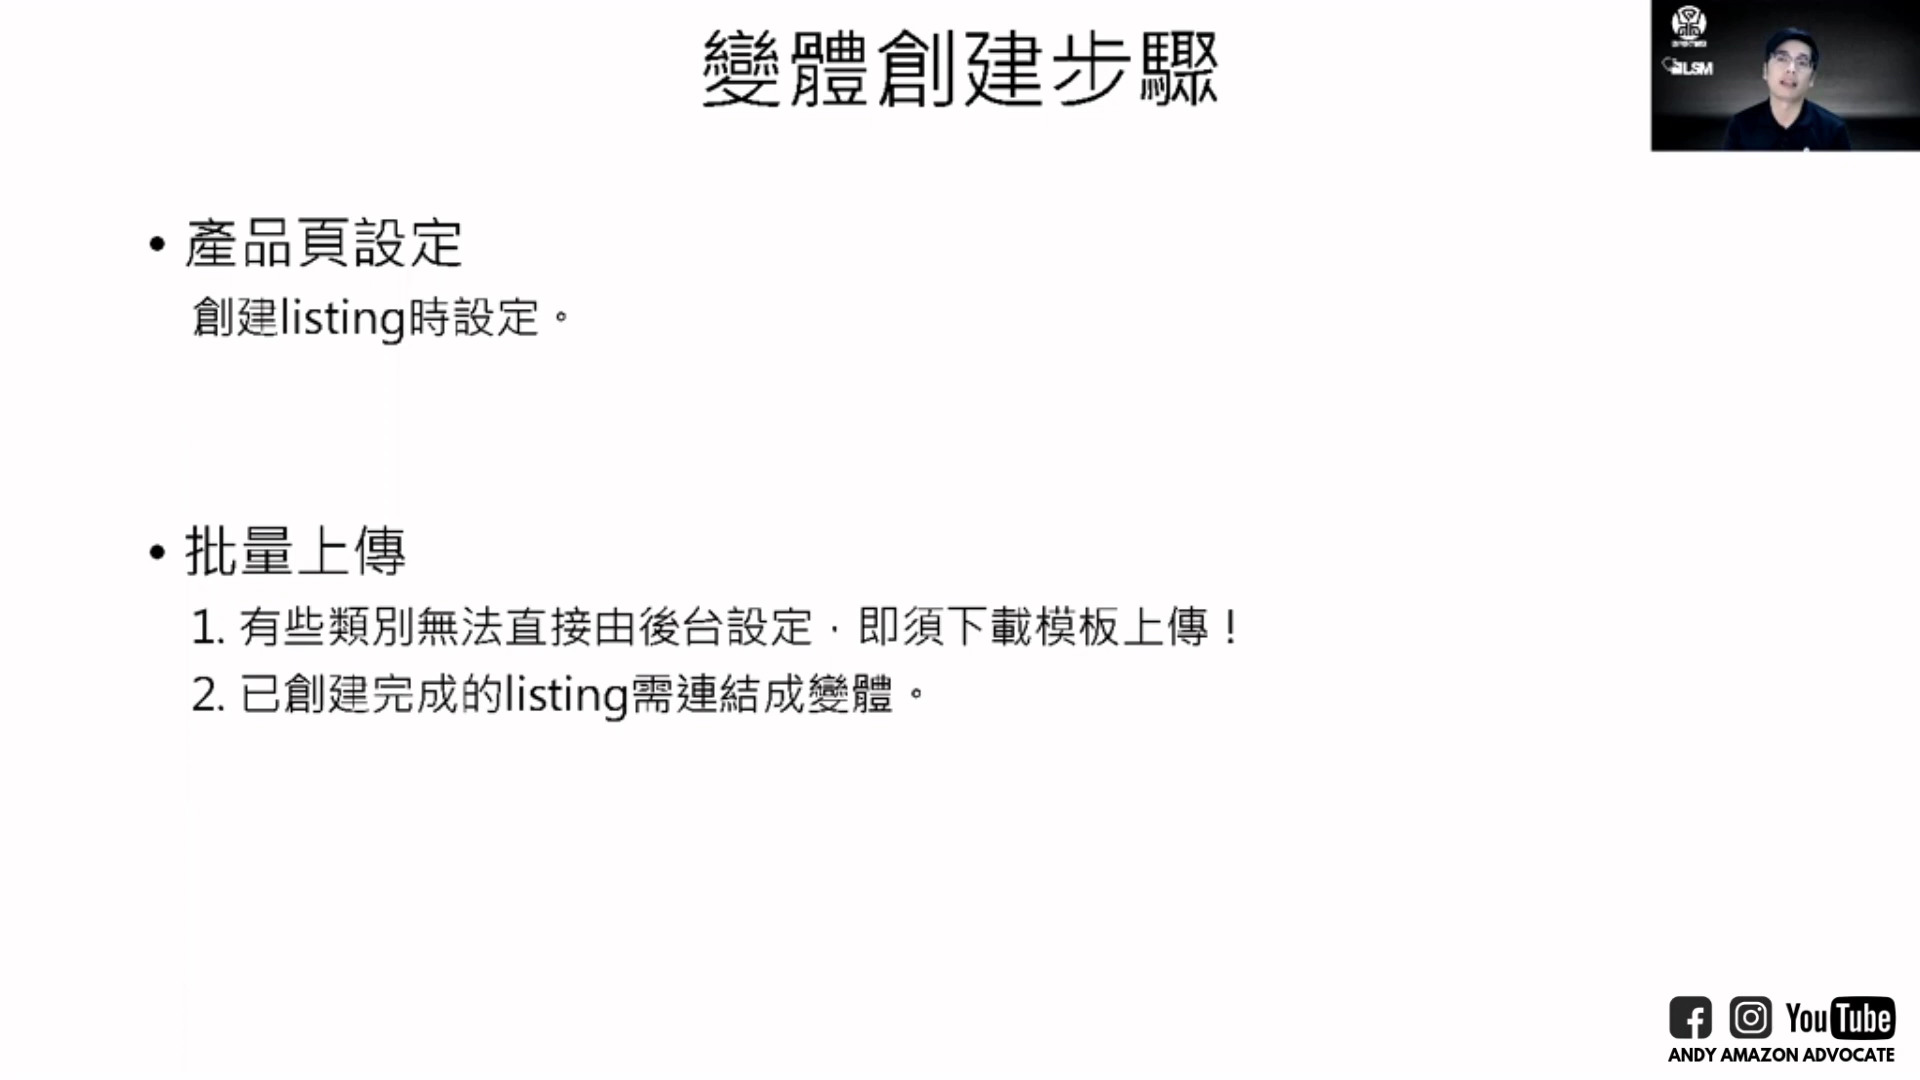 變體創建步驟
• 產品頁設定
創建listing時設定。
• 批量上傳
1. 有些類別無法直接由後台設定，即須下載模板上傳！
2. 已創建完成的listing需連結成變體。
LSM
YouTube
ANDY AMAZON ADVOCATE